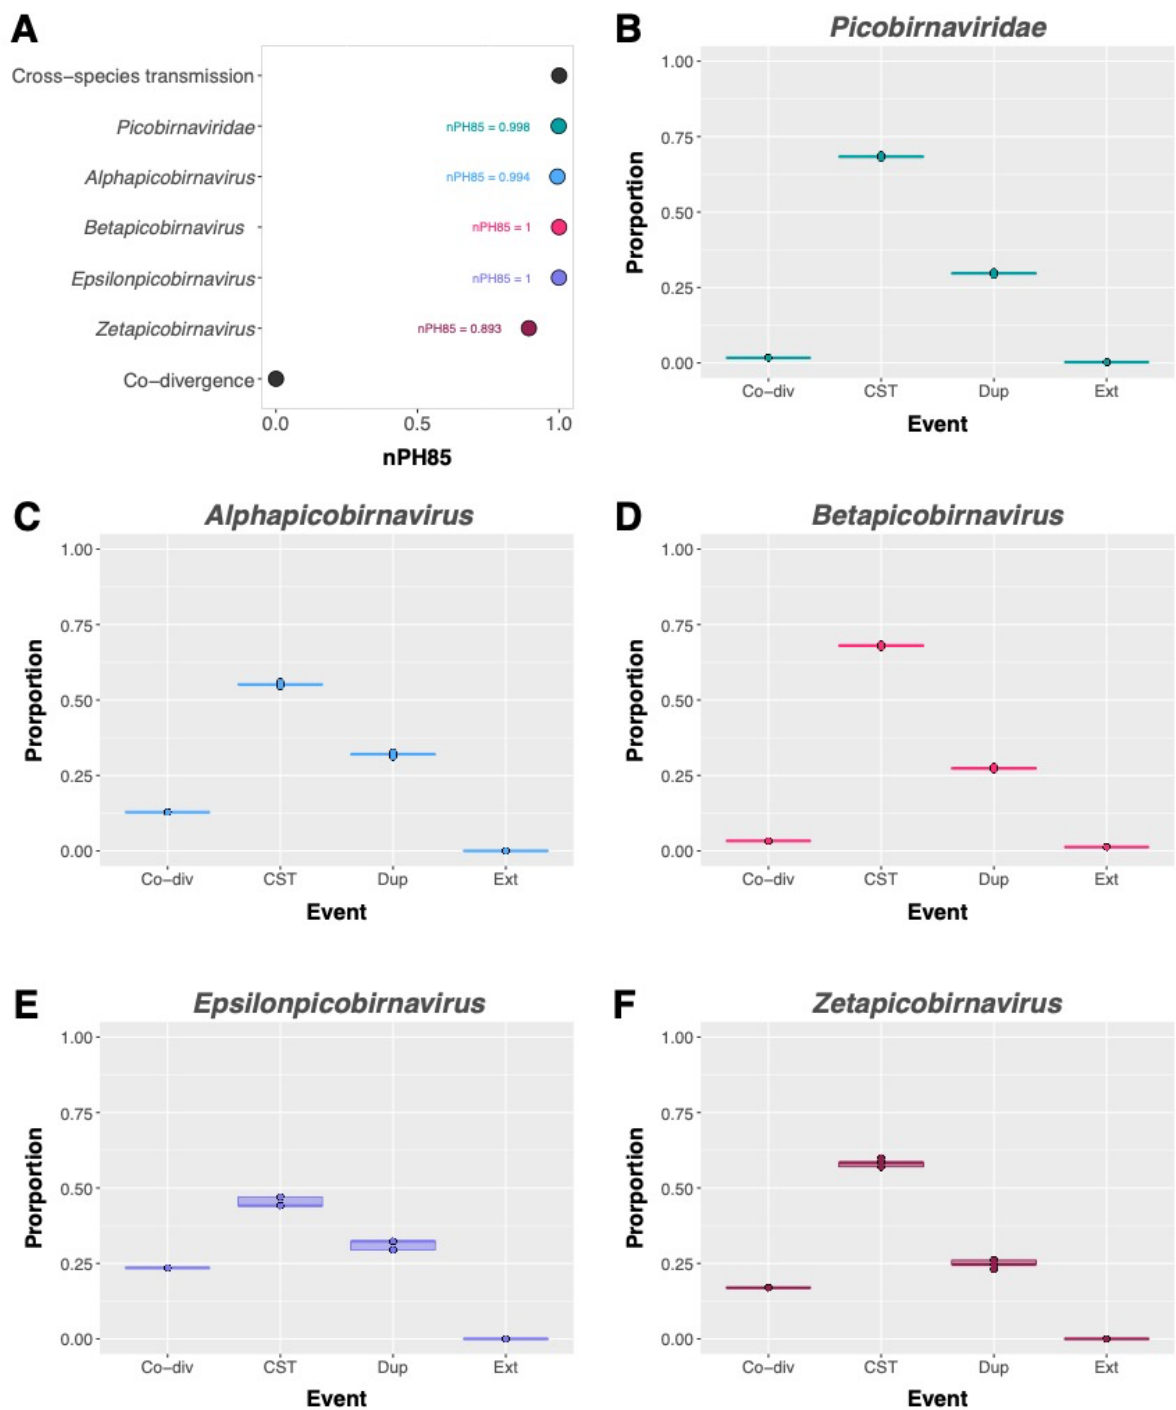 A
Cross-species transmission
Picobirnaviridae
nPH85 = 0.998
Alphapicobirnavirus
nPH85 = 0.994
Betapicobirnavirus
nPH85 = 1
Epsilonpicobirnavirus
nPH85 = 1
Zetapicobirnavirus
nPH85 = 0.893
Co-divergence
0.0 0.5 1.0
nPH85
B
Picobirnaviridae
Prorportion
1.00
0.75
0.50
0.25
0.00
Co-div CST Dup Ext
Event
C
Alphapicobirnavirus
Prorportion
1.00
0.75
0.50
0.25
0.00
Co-div CST Dup Ext
Event
D
Betapicobirnavirus
Prorportion
1.00
0.75
0.50
0.25
0.00
Co-div CST Dup Ext
Event
E
Epsilonpicobirnavirus
Prorportion
1.00
0.75
0.50
0.25
0.00
Co-div CST Dup Ext
Event
F
Zetapicobirnavirus
Prorportion
1.00
0.75
0.50
0.25
0.00
Co-div CST Dup Ext
Event